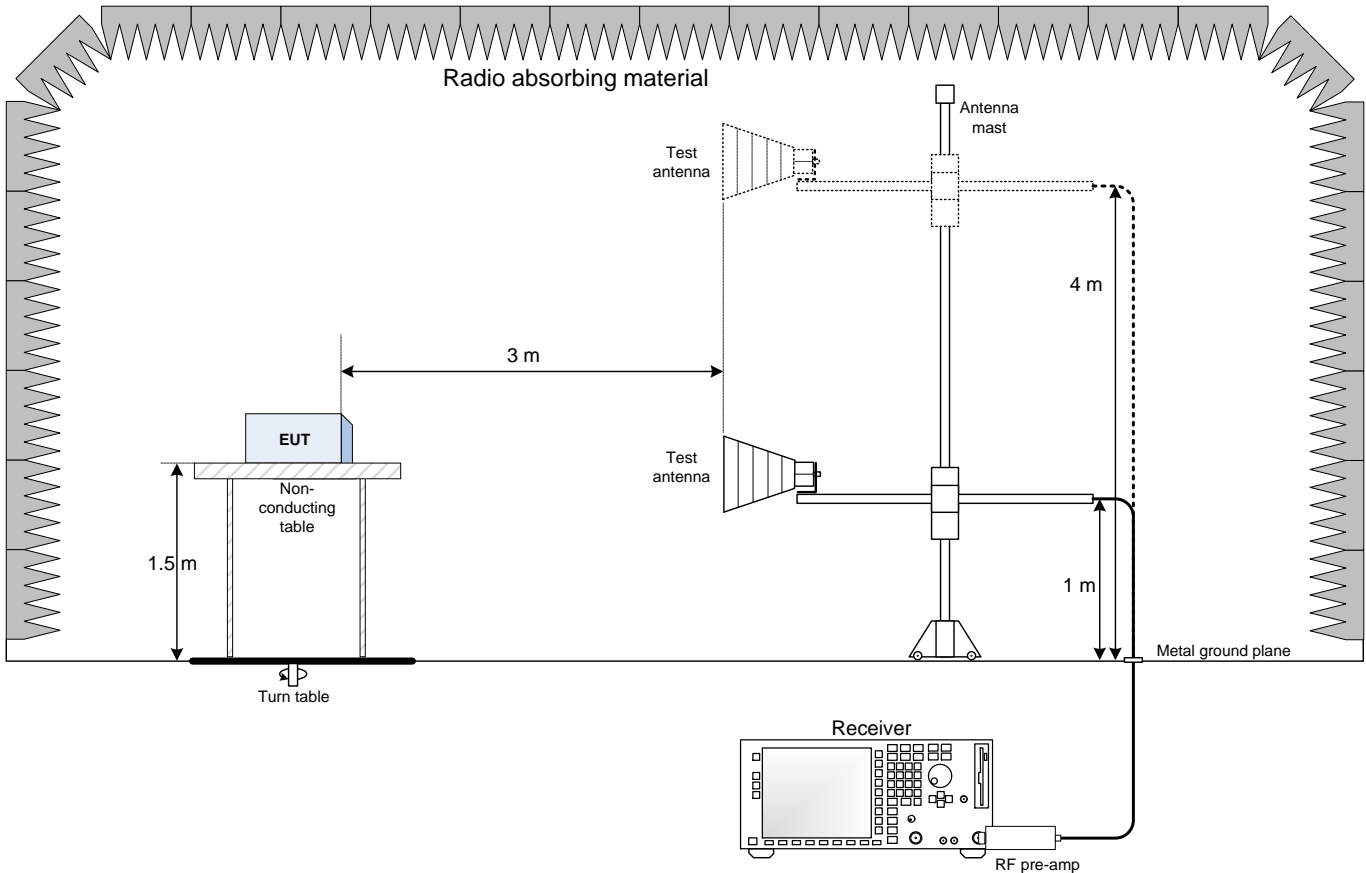 Radio absorbing material
Antenna
mast
Test
antenna
4 m
3 m
EUT
Test
antenna
Non-
conducting
table
1.5 m
1 m
Metal ground plane
Turn table
Receiver
RF pre-amp